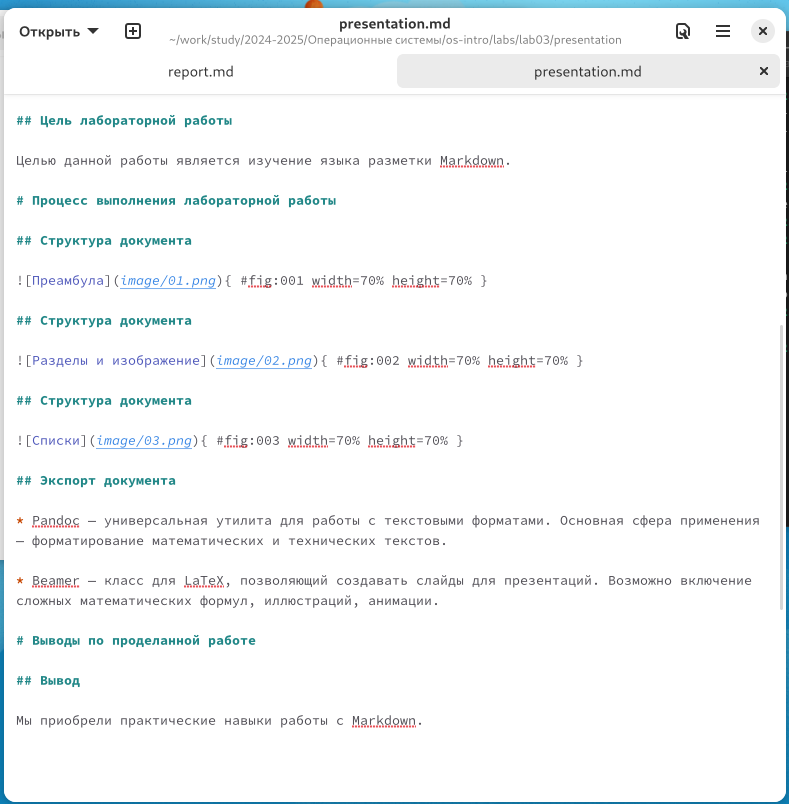 Открыть
presentation.md
~/work/study/2024-2025/Операционные системы/os-intro/labs/lab03/presentation
report.md
presentation.md
## Цель лабораторной работы
Целью данной работы является изучение языка разметки Markdown.
# Процесс выполнения лабораторной работы
## Структура документа
![Преамбула](image/01.png){ #fig:001 width=70% height=70% }
## Структура документа
![Разделы и изображение](image/02.png){ #fig:002 width=70% height=70% }
## Структура документа
![Списки](image/03.png){ #fig:003 width=70% height=70% }
## Экспорт документа
* Pandoc — универсальная утилита для работы с текстовыми форматами. Основная сфера применения
— форматирование математических и технических текстов.
* Beamer — класс для LaTeX, позволяющий создавать слайды для презентаций. Возможно включение
сложных математических формул, иллюстраций, анимации.
# Выводы по проделанной работе
## Вывод
Мы приобрели практические навыки работы с Markdown.